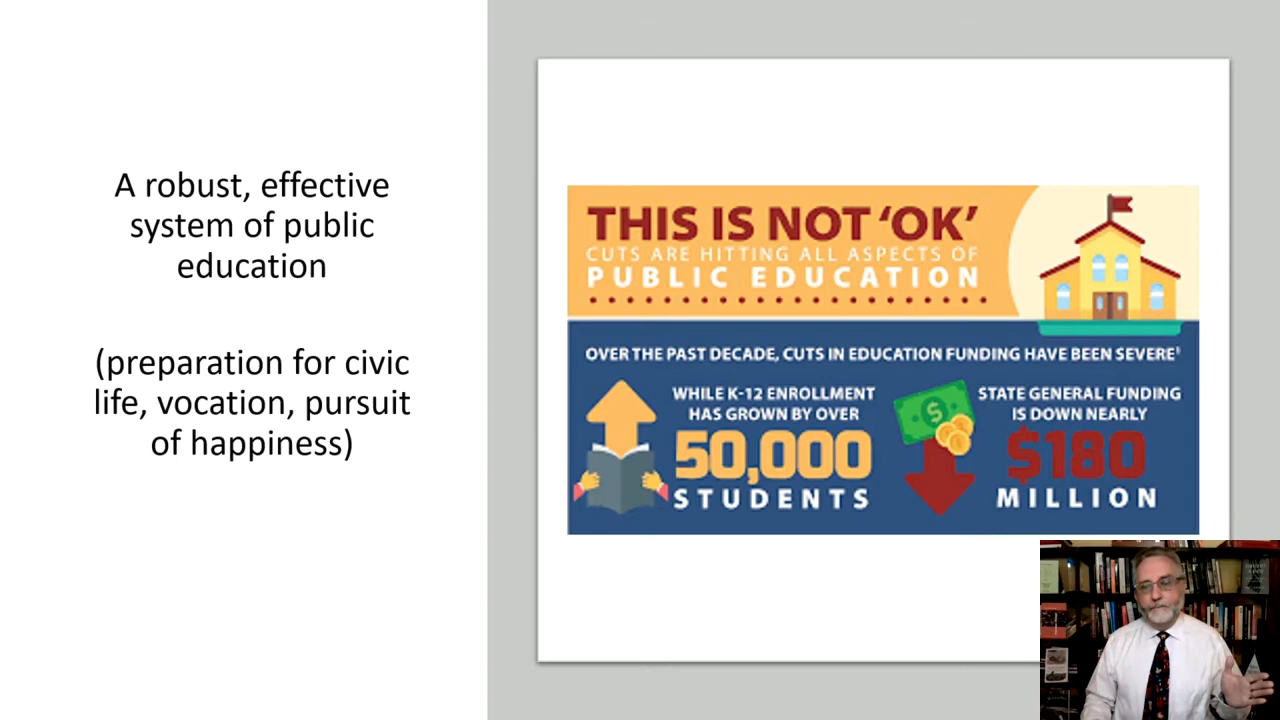 A robust, effective
system of public
education
(preparation for civic
life, vocation, pursuit
of happiness)
THIS IS NOT ‘OK’
CUTS ARE HITTING ALL ASPECTS OF
PUBLIC EDUCATION
OVER THE PAST DECADE, CUTS IN EDUCATION FUNDING HAVE BEEN SEVERE¹
WHILE K-12 ENROLLMENT
HAS GROWN BY OVER
50,000
STUDENTS
STATE GENERAL FUNDING
IS DOWN NEARLY
$180
MILLION